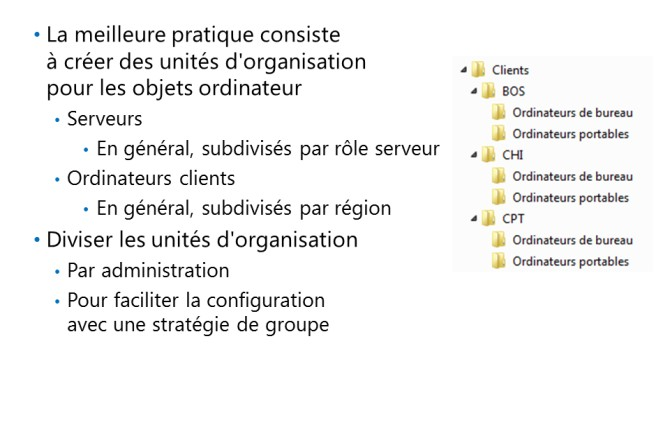 • La meilleure pratique consiste
à créer des unités d'organisation
pour les objets ordinateur
• Serveurs
• En général, subdivisés par rôle serveur
• Ordinateurs clients
• En général, subdivisés par région
• Diviser les unités d'organisation
• Par administration
• Pour faciliter la configuration
avec une stratégie de groupe
Clients
BOS
Ordinateurs de bureau
Ordinateurs portables
CHI
Ordinateurs de bureau
Ordinateurs portables
CPT
Ordinateurs de bureau
Ordinateurs portables